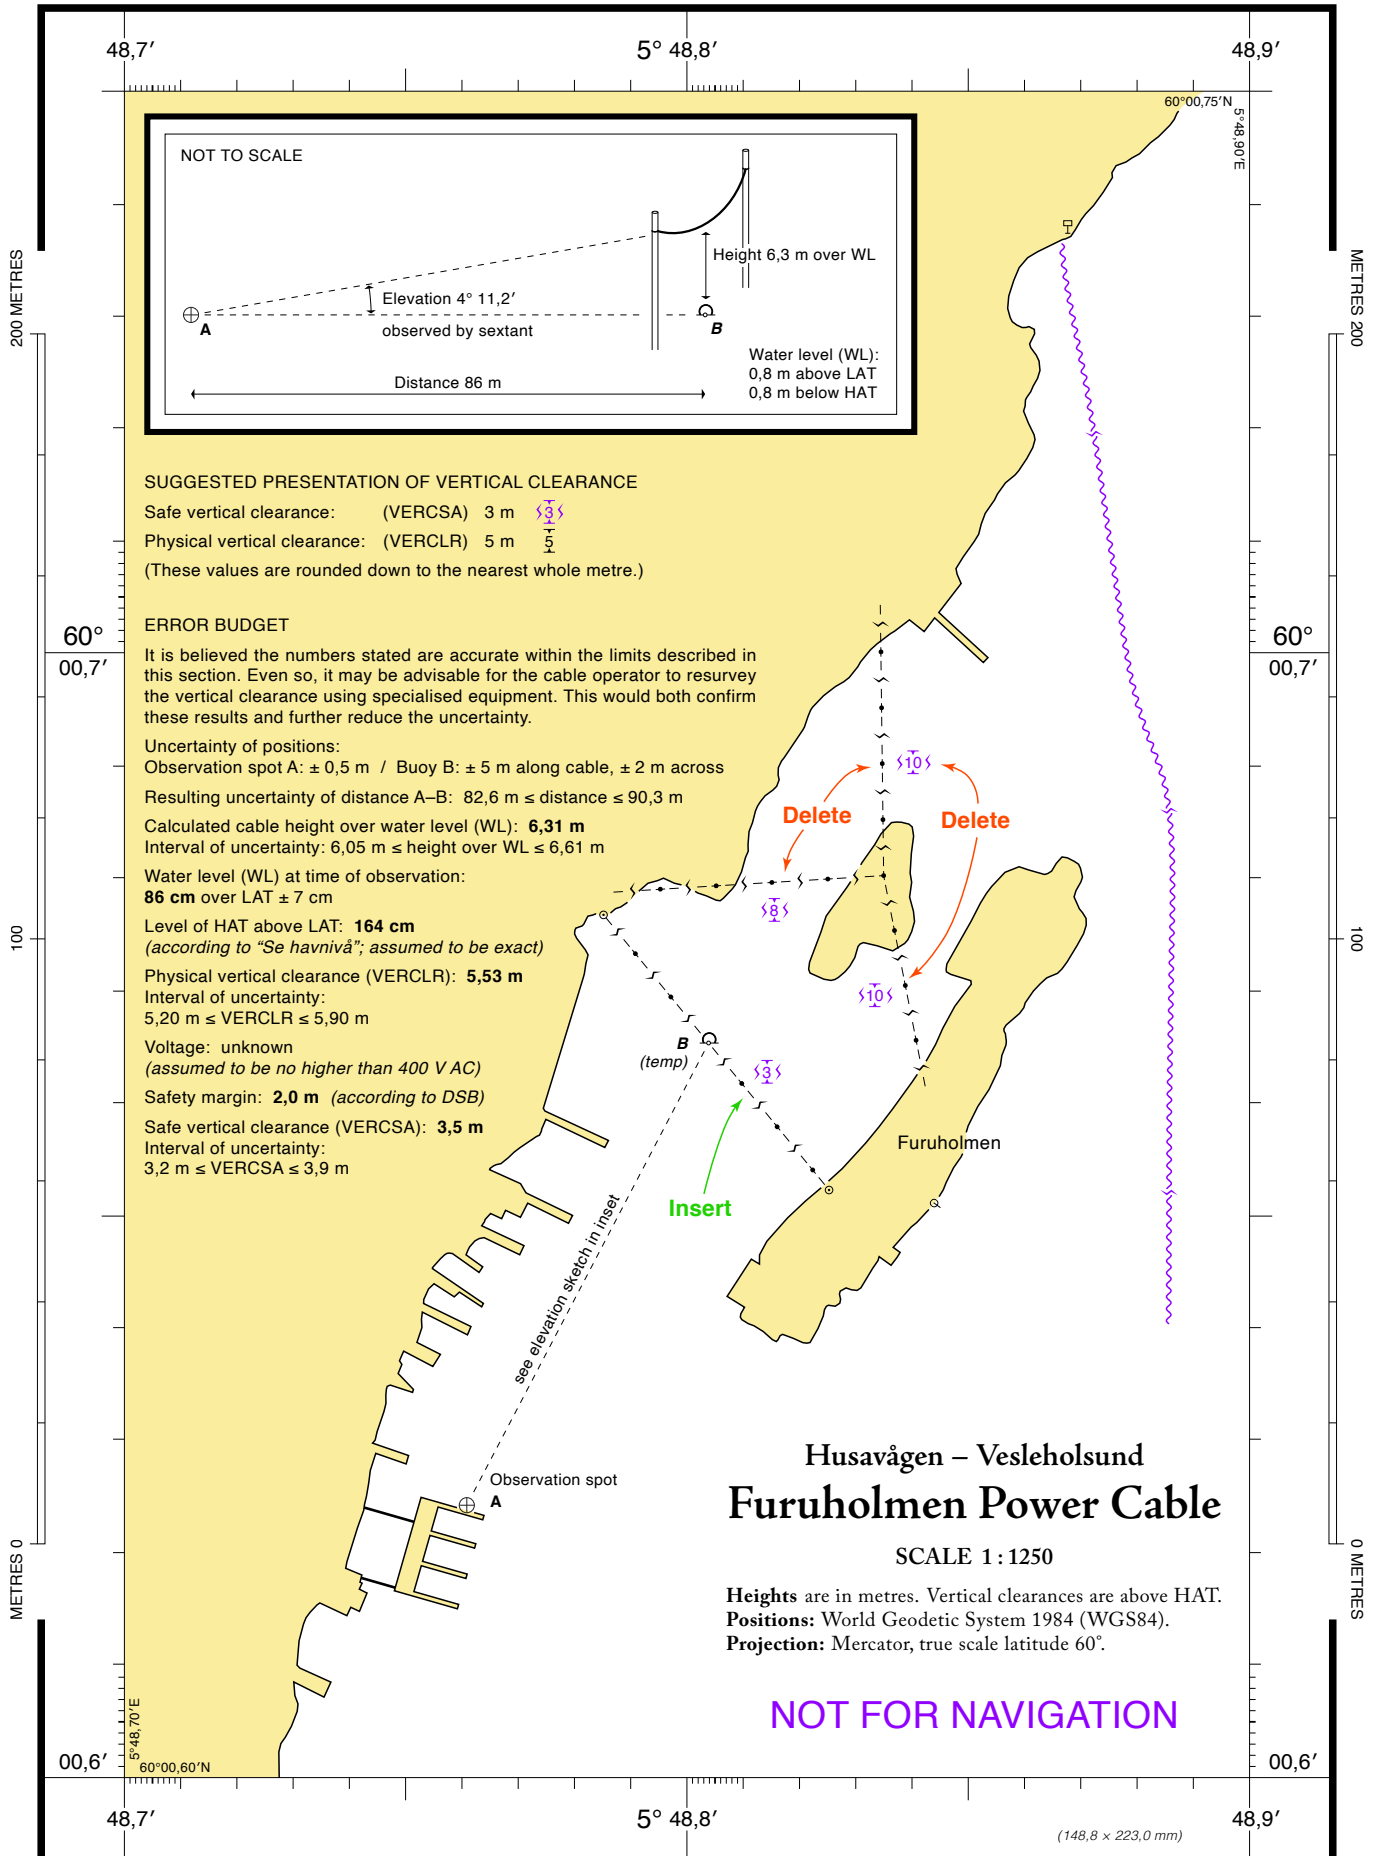 48,7′
5° 48,8′
48,9′
60°00,75′N
5°48,90′E
NOT TO SCALE
Height 6,3 m over WL
Elevation 4° 11,2′
A
observed by sextant
B
Water level (WL):
0,8 m above LAT
0,8 m below HAT
Distance 86 m
200 METRES
METRES 200
SUGGESTED PRESENTATION OF VERTICAL CLEARANCE
Safe vertical clearance: (VERCSA) 3 m 3
Physical vertical clearance: (VERCLR) 5 m 5
(These values are rounded down to the nearest whole metre.)
ERROR BUDGET
60°
00,7′
60°
00,7′
It is believed the numbers stated are accurate within the limits described in
this section. Even so, it may be advisable for the cable operator to resurvey
the vertical clearance using specialised equipment. This would both confirm
these results and further reduce the uncertainty.
Uncertainty of positions:
Observation spot A: ± 0,5 m / Buoy B: ± 5 m along cable, ± 2 m across
Resulting uncertainty of distance A–B: 82,6 m ≤ distance ≤ 90,3 m
Calculated cable height over water level (WL): 6,31 m
Interval of uncertainty: 6,05 m ≤ height over WL ≤ 6,61 m
Water level (WL) at time of observation:
86 cm over LAT ± 7 cm
Level of HAT above LAT: 164 cm
(according to “Se havnivå”; assumed to be exact)
Physical vertical clearance (VERCLR): 5,53 m
Interval of uncertainty:
5,20 m ≤ VERCLR ≤ 5,90 m
Voltage: unknown
(assumed to be no higher than 400 V AC)
Safety margin: 2,0 m (according to DSB)
Safe vertical clearance (VERCSA): 3,5 m
Interval of uncertainty:
3,2 m ≤ VERCSA ≤ 3,9 m
10
Delete
Delete
8
100
100
10
B
(temp)
3
Furuholmen
Insert
see elevation sketch in inset
Observation spot
A
Husavågen – Vesleholsund
Furuholmen Power Cable
SCALE 1 : 1250
Heights are in metres. Vertical clearances are above HAT.
Positions: World Geodetic System 1984 (WGS84).
Projection: Mercator, true scale latitude 60°.
METRES 0
0 METRES
NOT FOR NAVIGATION
5°48,70′E
60°00,60′N
00,6′
00,6′
48,7′
5° 48,8′
48,9′
(148,8 × 223,0 mm)